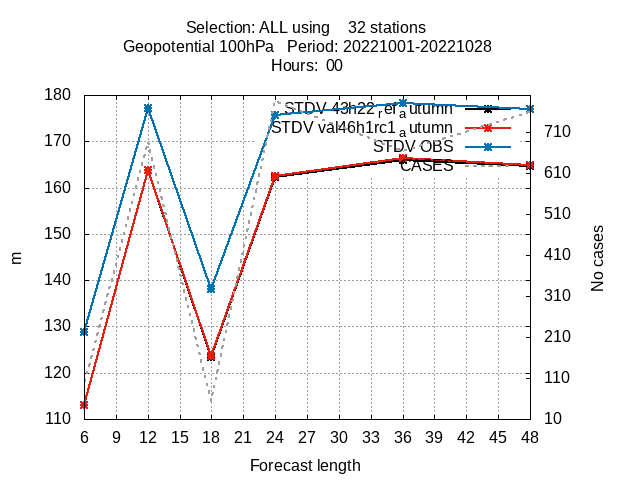 Selection: ALL using 32 stations
Geopotential 100hPa Period: 20221001-20221028
Hours: 00
STDV 43h22refautumn
STDV val46h1rc1autumn
STDV OBS
CASES
180
170
160
150
140
130
120
110
m
710
610
510
410
310
210
110
10
No cases
6 9 12 15 18 21 24 27 30 33 36 39 42 45 48
Forecast length